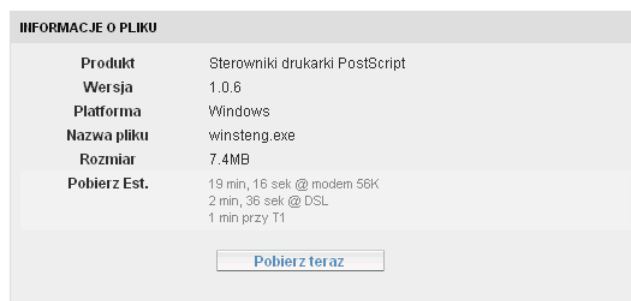 INFORMACJE O PLIKU
Produkt Sterowniki drukarki PostScript
Wersja 1.0.6
Platforma Windows
Nazwa pliku winsteng.exe
Rozmiar 7.4MB
Pobierz Est. 19 min, 16 sek @ modem 56K
2 min, 36 sek @ DSL
1 min przy T1
Pobierz teraz